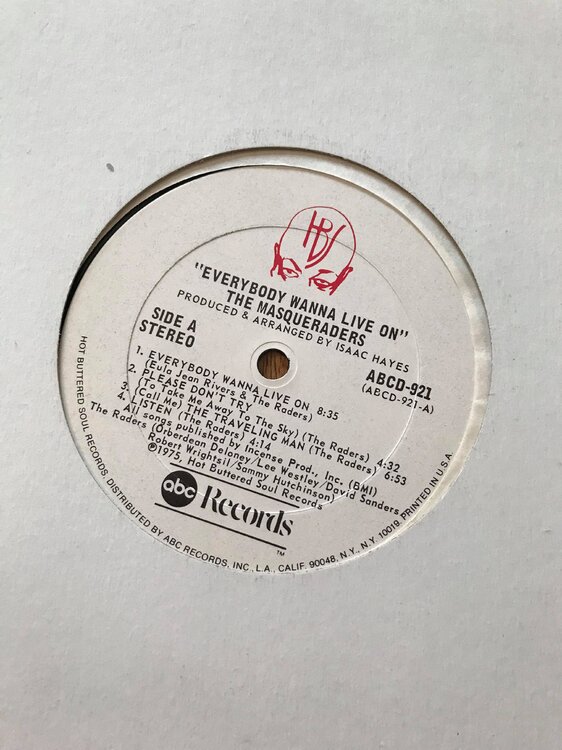 HBS
"EVERYBODY WANNA LIVE ON"
THE MASQUERADERS
PRODUCED & ARRANGED BY ISAAC HAYES
SIDE A
STEREO
ABCD-921
(ABCD-921-A)
1. EVERYBODY WANNA LIVE ON 8:35
(Eula Jean Rivers & The Raders)
2. PLEASE DON'T TRY
(To Take Me Away To The Sky) (The Raders) 4:32
3. (Call Me) THE TRAVELING MAN (The Raders) 6:53
4. LISTEN (The Raders) 4:14
All songs published by Incense Prod., Inc. (BMI)
The Raders (Orberdean Delaney/Lee Westley/David Sanders
Robert Wrightsil/Sammy Hutchinson)
℗1975, Hot Buttered Soul Records
abc Records
TM
HOT BUTTERED SOUL RECORDS, DISTRIBUTED BY ABC RECORDS, INC., L.A., CALIF. 90048, N.Y., N.Y. 10019. PRINTED IN U.S.A.